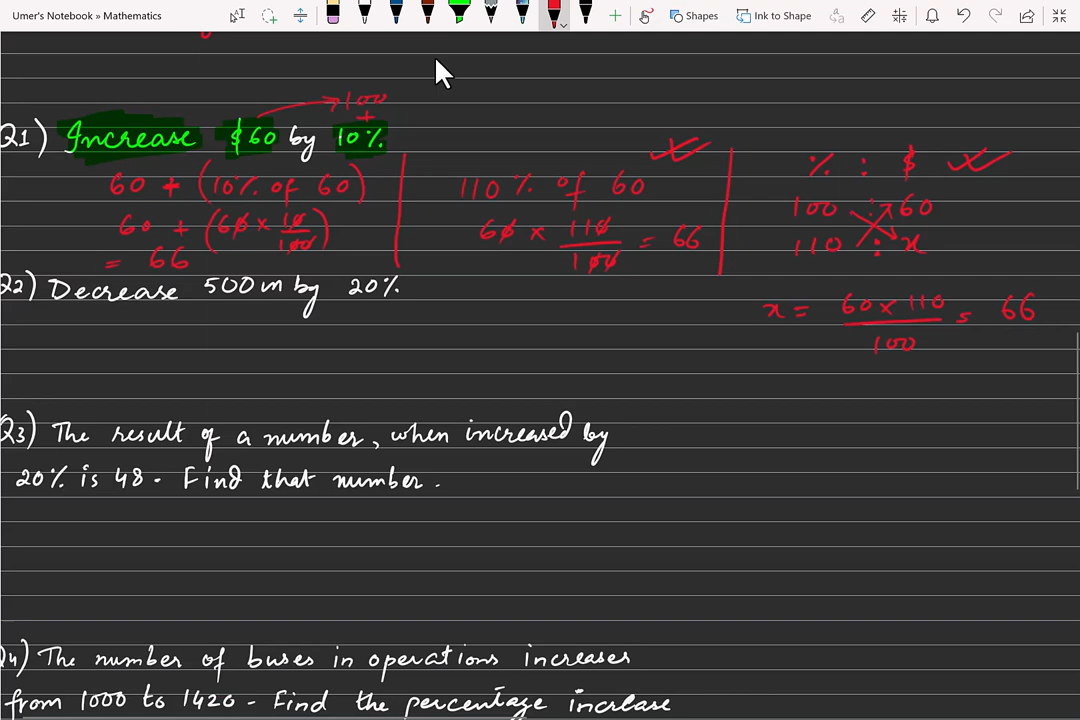 Umer's Notebook » Mathematics
Shapes
Ink to Shape
→ 100
+
Q1) Increase $60 by 10%
60 + (10% of 60)
60 + (60 × 10/100)
= 66
110% of 60
60 × 110/100 = 66
% : $
100 : 60
110 : x
x = 60 × 110/100 = 66
Q2) Decrease 500m by 20%.
Q3) The result of a number, when increased by
20% is 48. Find that number.
Q4) The number of buses in operations increases
from 1000 to 1420. Find the percentage increase